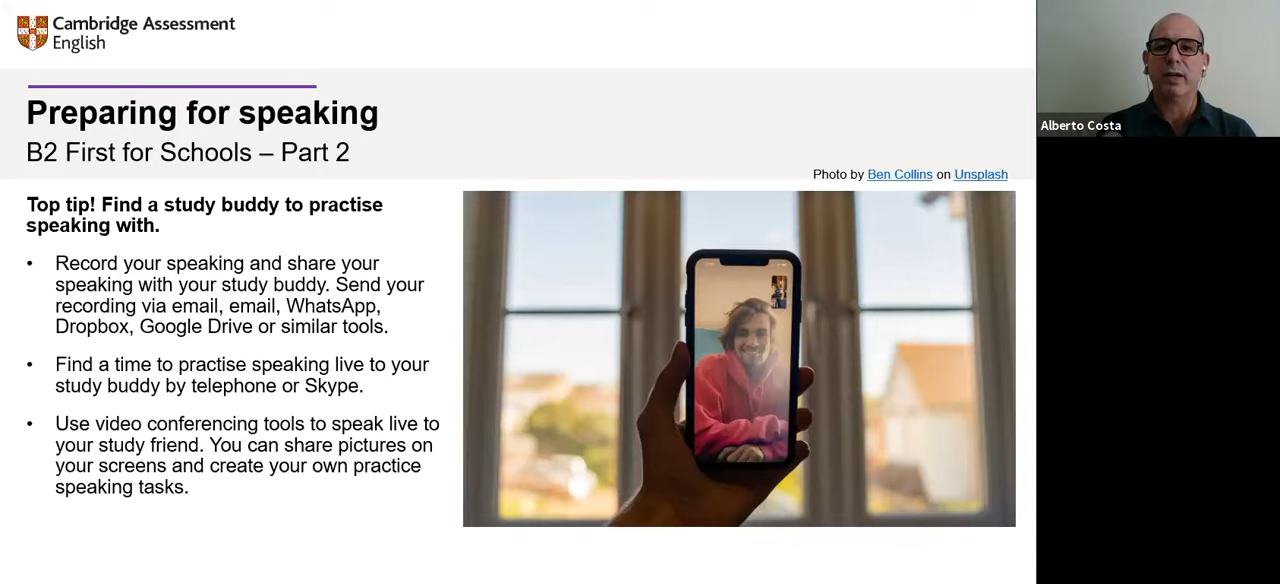 Cambridge Assessment
English
Preparing for speaking
B2 First for Schools – Part 2
Photo by Ben Collins on Unsplash
Top tip! Find a study buddy to practise
speaking with.
• Record your speaking and share your
speaking with your study buddy. Send your
recording via email, email, WhatsApp,
Dropbox, Google Drive or similar tools.
• Find a time to practise speaking live to your
study buddy by telephone or Skype.
• Use video conferencing tools to speak live to
your study friend. You can share pictures on
your screens and create your own practice
speaking tasks.
Alberto Costa